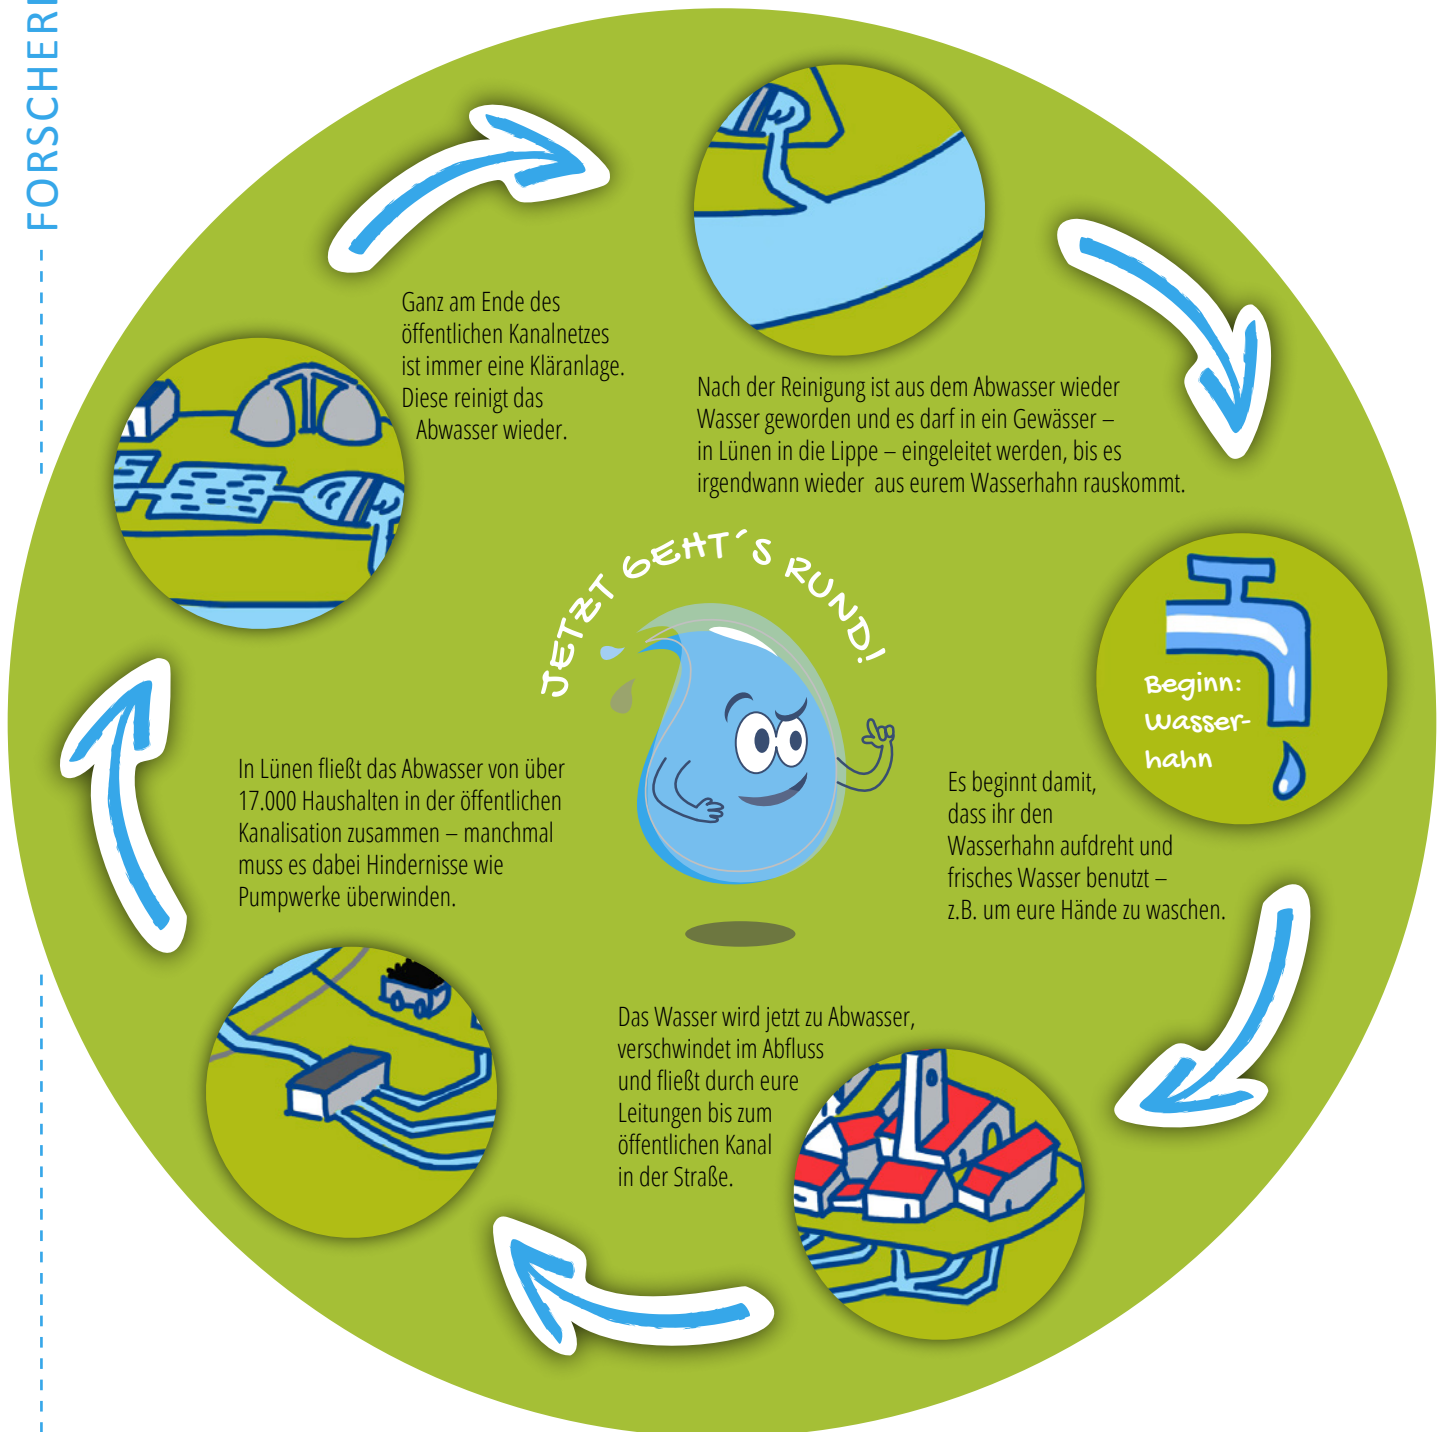 FORSCHER
Ganz am Ende des
öffentlichen Kanalnetzes
ist immer eine Kläranlage.
Diese reinigt das
Abwasser wieder.
Nach der Reinigung ist aus dem Abwasser wieder
Wasser geworden und es darf in ein Gewässer –
in Lünen in die Lippe – eingeleitet werden, bis es
irgendwann wieder aus eurem Wasserhahn rauskommt.
JETZT GEHT´S RUND!
Beginn:
Wasser-
hahn
Es beginnt damit,
dass ihr den
Wasserhahn aufdreht und
frisches Wasser benutzt –
z.B. um eure Hände zu waschen.
In Lünen fließt das Abwasser von über
17.000 Haushalten in der öffentlichen
Kanalisation zusammen – manchmal
muss es dabei Hindernisse wie
Pumpwerke überwinden.
Das Wasser wird jetzt zu Abwasser,
verschwindet im Abfluss
und fließt durch eure
Leitungen bis zum
öffentlichen Kanal
in der Straße.